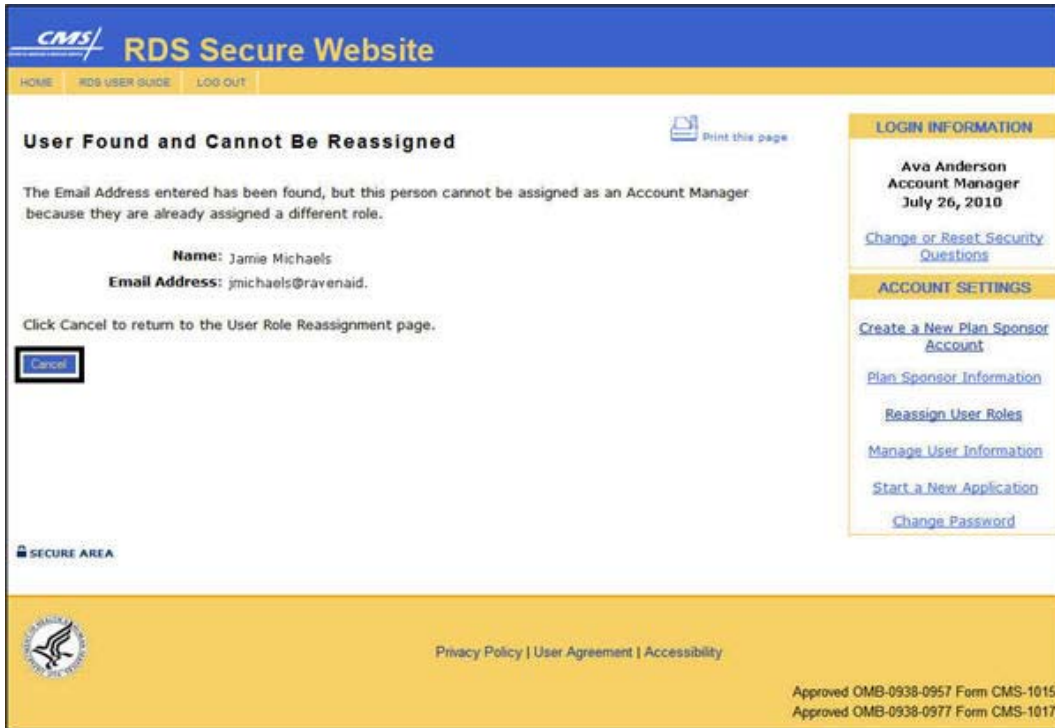 CMS
RDS Secure Website
HOME RDS USER GUIDE LOG OUT
User Found and Cannot Be Reassigned
Print this page
The Email Address entered has been found, but this person cannot be assigned as an Account Manager
because they are already assigned a different role.
Name: Jamie Michaels
Email Address: jmichaels@ravenaid.
Click Cancel to return to the User Role Reassignment page.
Cancel
SECURE AREA
LOGIN INFORMATION
Ava Anderson
Account Manager
July 26, 2010
Change or Reset Security
Questions
ACCOUNT SETTINGS
Create a New Plan Sponsor
Account
Plan Sponsor Information
Reassign User Roles
Manage User Information
Start a New Application
Change Password
Privacy Policy | User Agreement | Accessibility
Approved OMB-0938-0957 Form CMS-1015
Approved OMB-0938-0977 Form CMS-1017